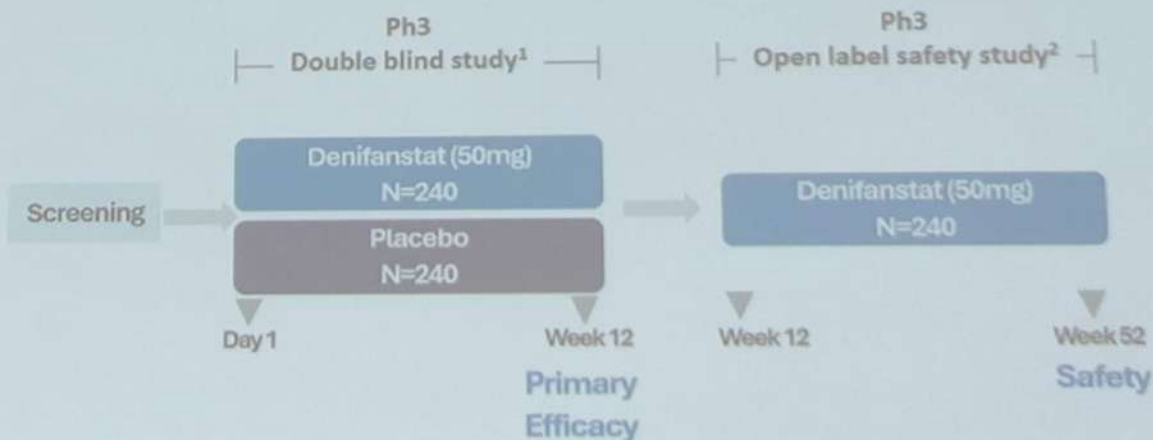 Ph3
Double blind study¹
Ph3
Open label safety study²
Screening
Denifanstat (50mg)
N=240
Placebo
N=240
Denifanstat (50mg)
N=240
Day 1
Week 12
Primary
Efficacy
Week 12
Week 52
Safety